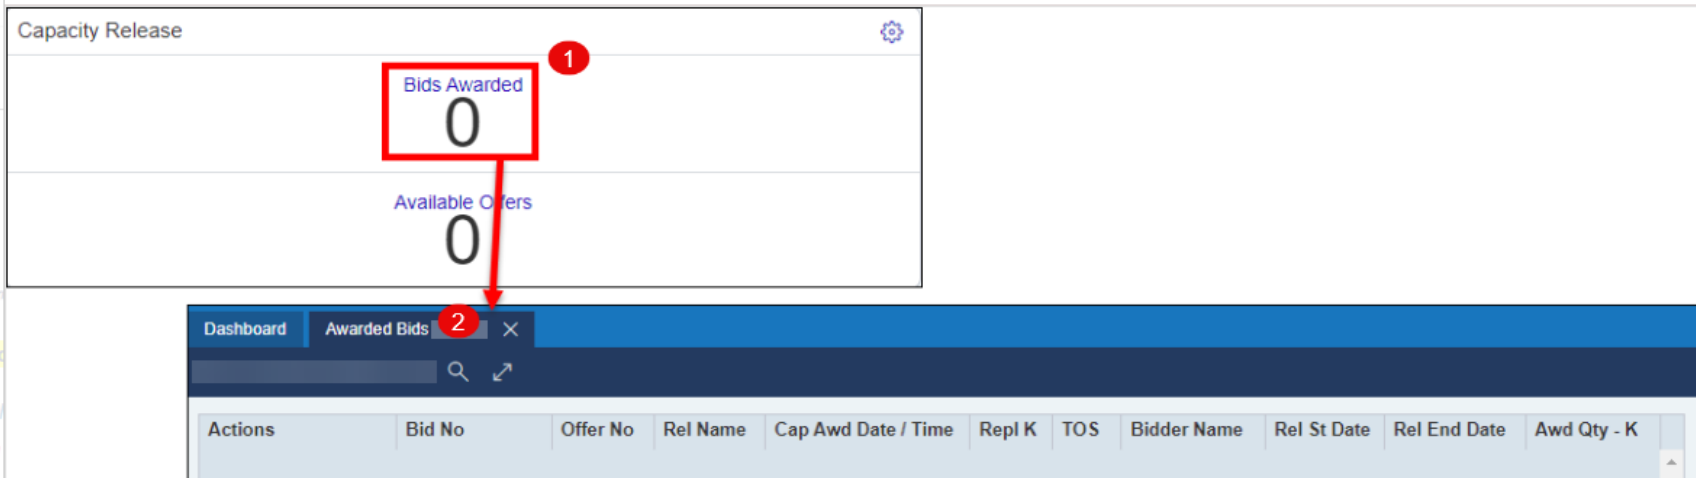 Capacity Release
1
Bids Awarded
0
Available Offers
0
Dashboard Awarded Bids 2
Actions Bid No Offer No Rel Name Cap Awd Date / Time Repl K TOS Bidder Name Rel St Date Rel End Date Awd Qty - K